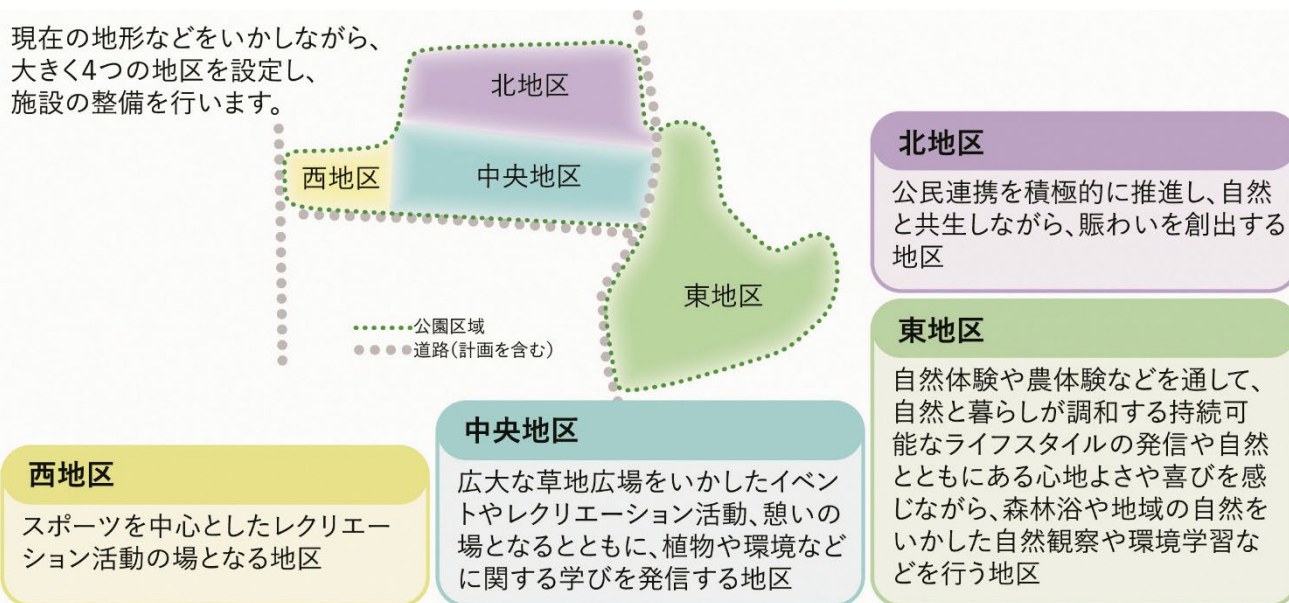 現在の地形などをいかしながら、
大きく4つの地区を設定し、
施設の整備を行います。
北地区
西地区
中央地区
東地区
公園区域
道路(計画を含む)
北地区
公民連携を積極的に推進し、自然
と共生しながら、賑わいを創出する
地区
東地区
自然体験や農体験などを通して、
自然と暮らしが調和する持続可
能なライフスタイルの発信や自然
とともにある心地よさや喜びを感
じながら、森林浴や地域の自然を
いかした自然観察や環境学習な
どを行う地区
中央地区
広大な草地広場をいかしたイベン
トやレクリエーション活動、憩いの
場となるとともに、植物や環境など
に関する学びを発信する地区
西地区
スポーツを中心としたレクリエー
ション活動の場となる地区